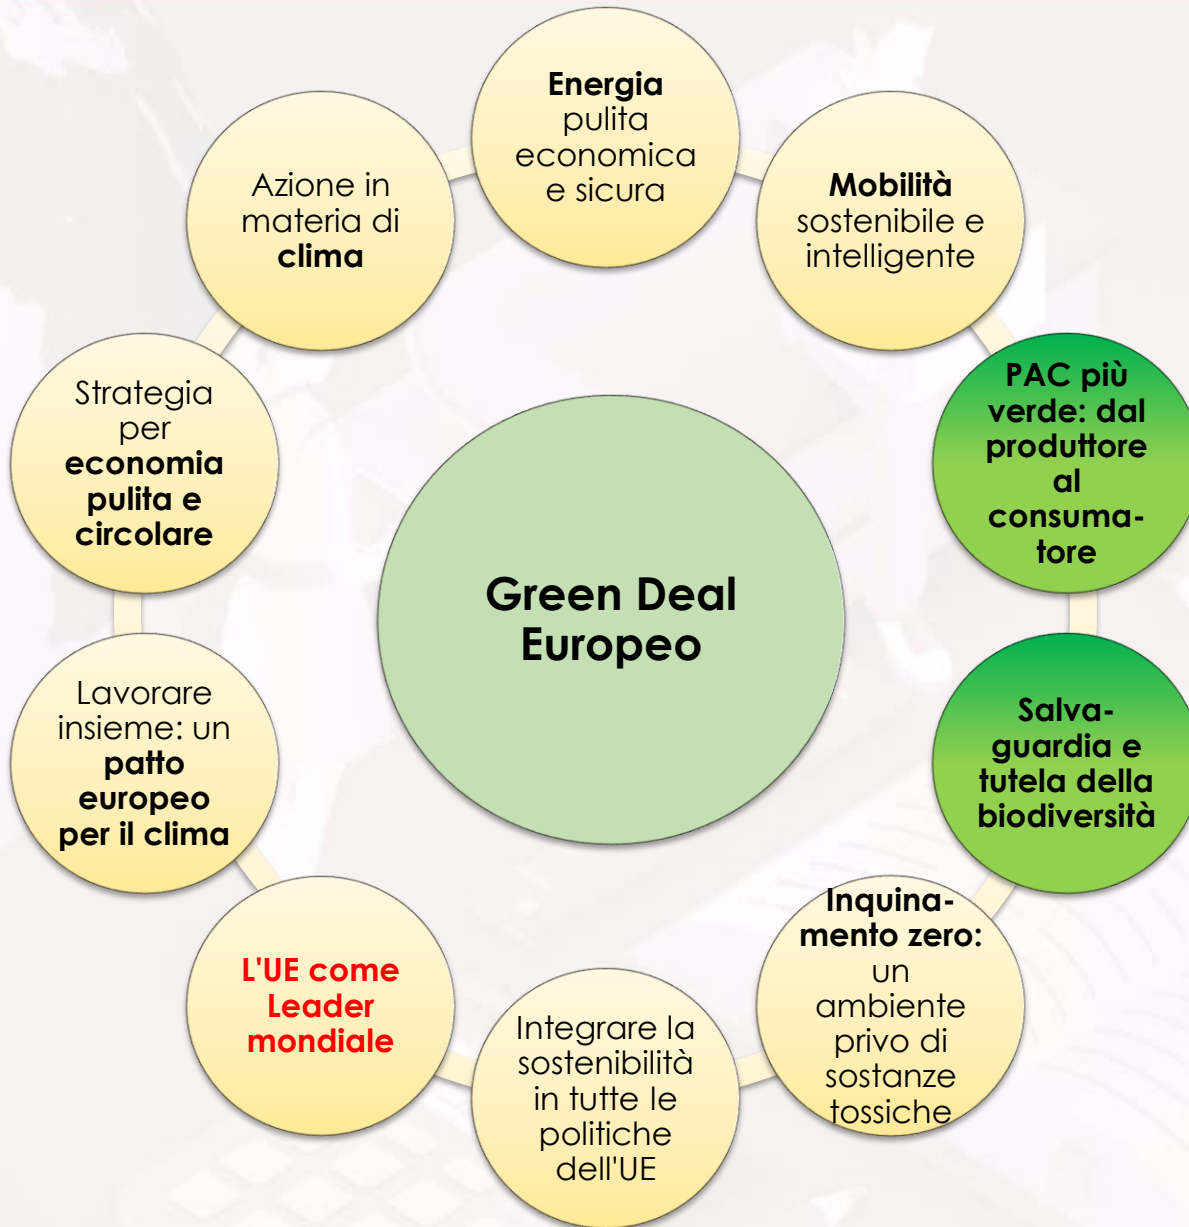 Energia
pulita
economica
e sicura
Mobilità
sostenibile e
intelligente
PAC più
verde: dal
produttore
al
consuma-
tore
Salva-
guardia e
tutela della
biodiversità
Inquina-
mento zero:
un
ambiente
privo di
sostanze
tossiche
Integrare la
sostenibilità
in tutte le
politiche
dell'UE
L'UE come
Leader
mondiale
Lavorare
insieme: un
patto
europeo
per il clima
Strategia
per
economia
pulita e
circolare
Azione in
materia di
clima
Green Deal
Europeo